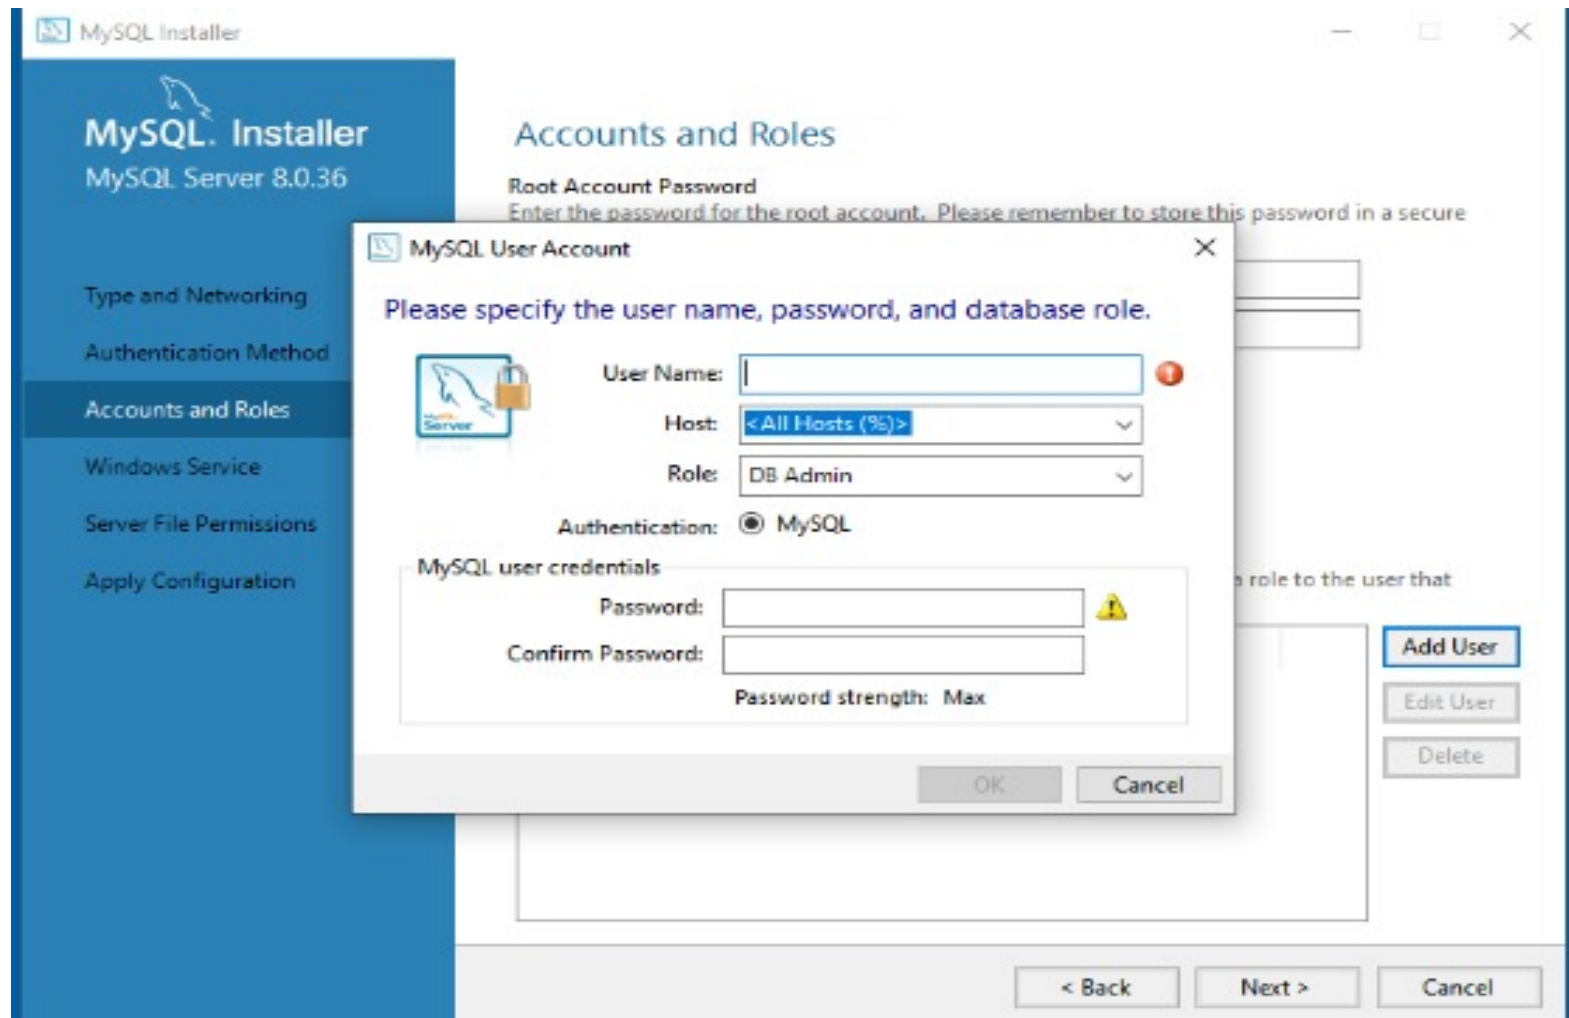 MySQL Installer
MySQL. Installer
MySQL Server 8.0.36
Type and Networking
Authentication Method
Accounts and Roles
Windows Service
Server File Permissions
Apply Configuration
Accounts and Roles
Root Account Password
Enter the password for the root account. Please remember to store this password in a secure
MySQL User Account
Please specify the user name, password, and database role.
MySQL
Server
User Name:
Host: <All Hosts (%)>
Role: DB Admin
Authentication: MySQL
MySQL user credentials
Password:
Confirm Password:
Password strength: Max
OK Cancel
a role to the user that
Add User
Edit User
Delete
< Back Next > Cancel